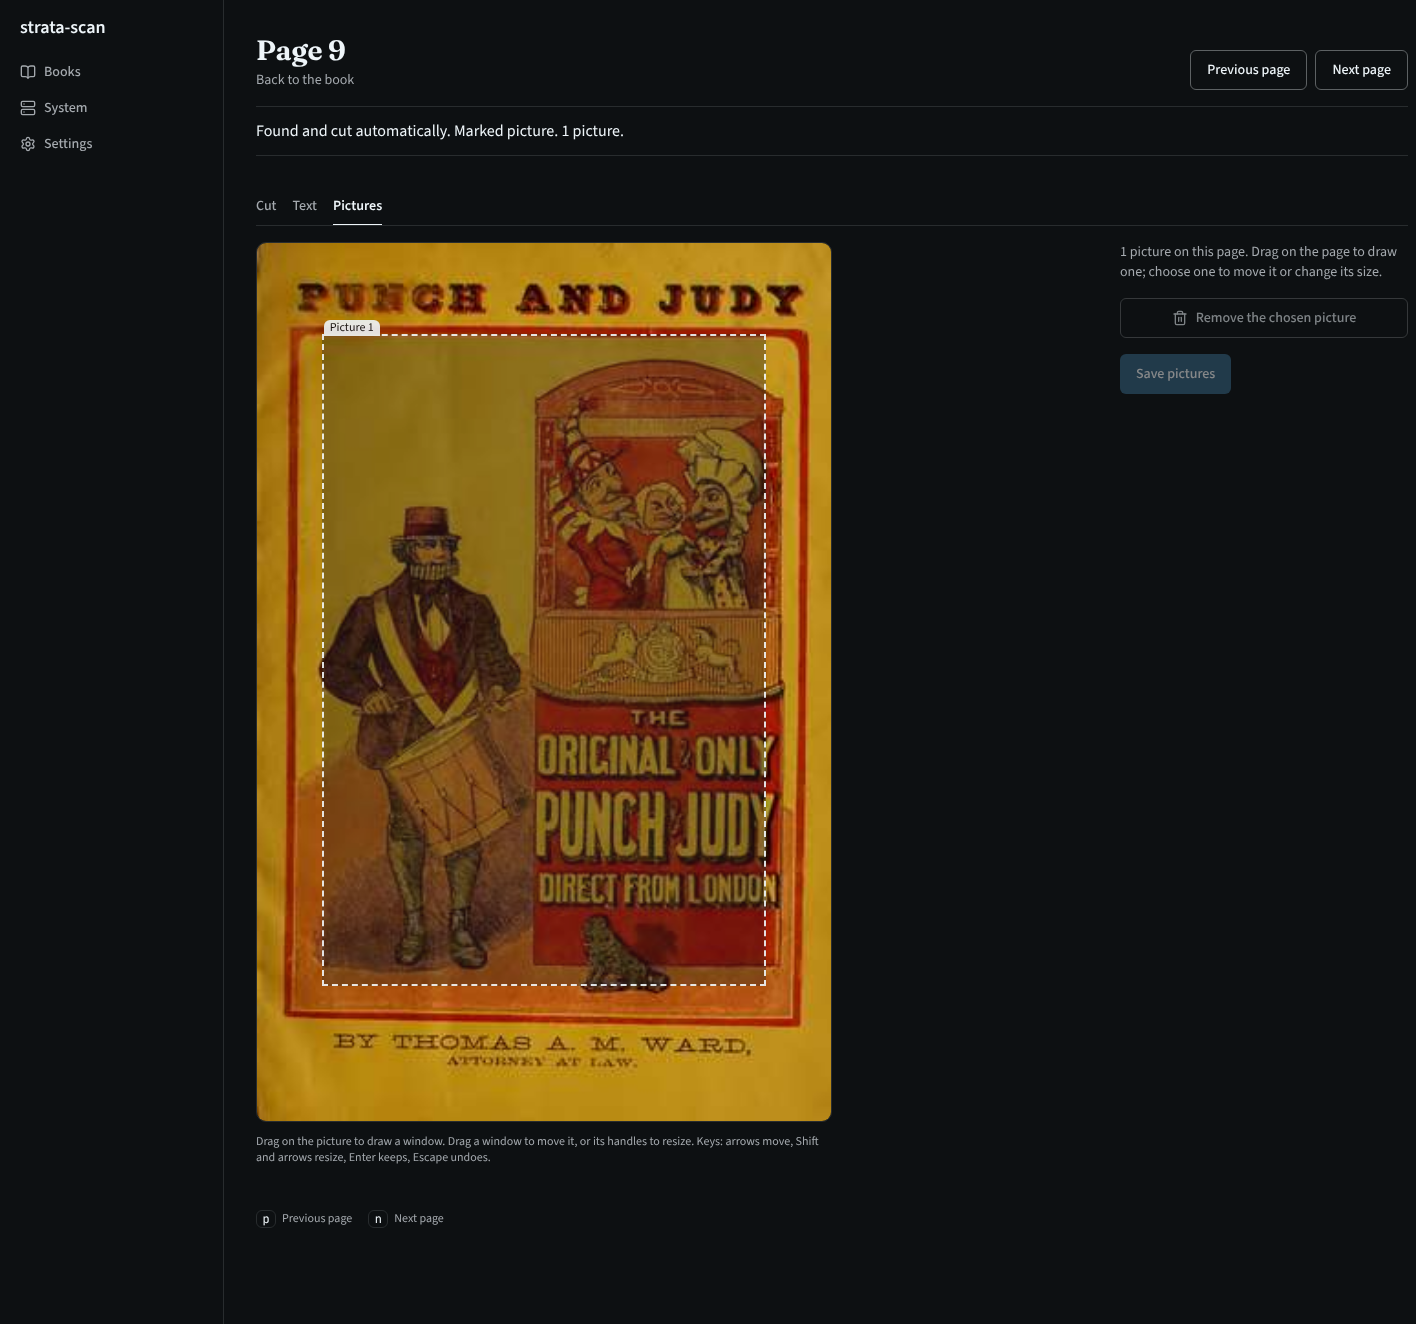 strata-scan
Books
System
Settings
Page 9
Back to the book
Previous page
Next page
Found and cut automatically. Marked picture. 1 picture.
Cut
Text
Pictures
PUNCH AND JUDY
Picture 1
THE
ORIGINAL & ONLY
PUNCH & JUDY
DIRECT FROM LONDON
BY THOMAS A. M. WARD,
ATTORNEY AT LAW.
1 picture on this page. Drag on the page to draw
one; choose one to move it or change its size.
Remove the chosen picture
Save pictures
Drag on the picture to draw a window. Drag a window to move it, or its handles to resize. Keys: arrows move, Shift
and arrows resize, Enter keeps, Escape undoes.
p Previous page n Next page